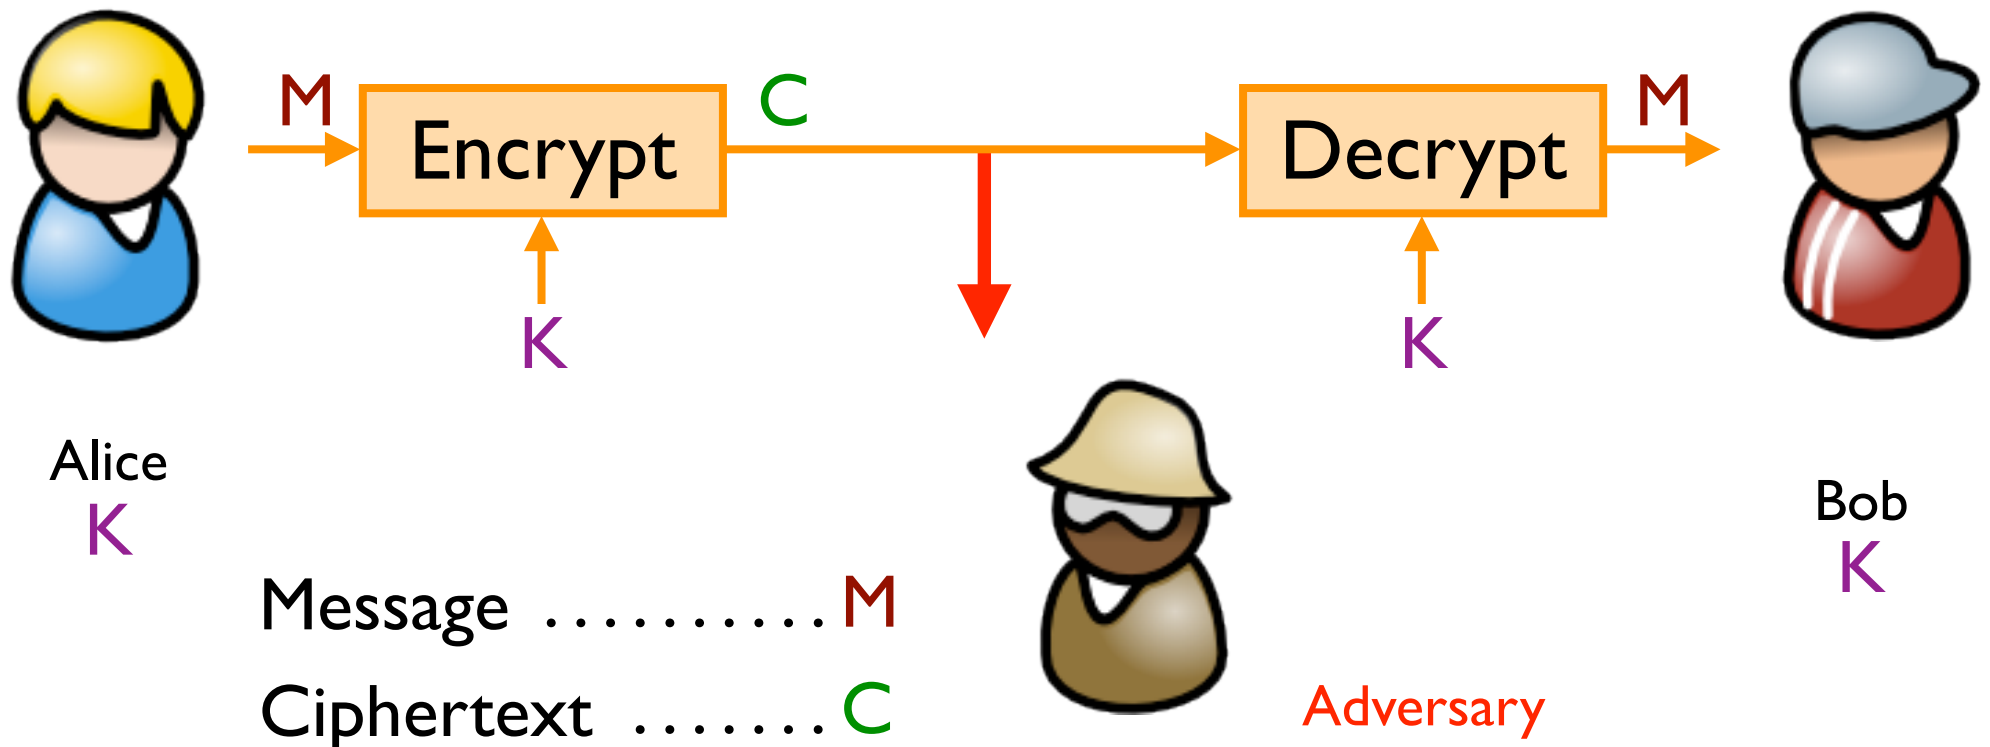 M
Encrypt
C
Decrypt
M
K
K
Alice
K
Bob
K
Message .......... M
Ciphertext ....... C
Adversary